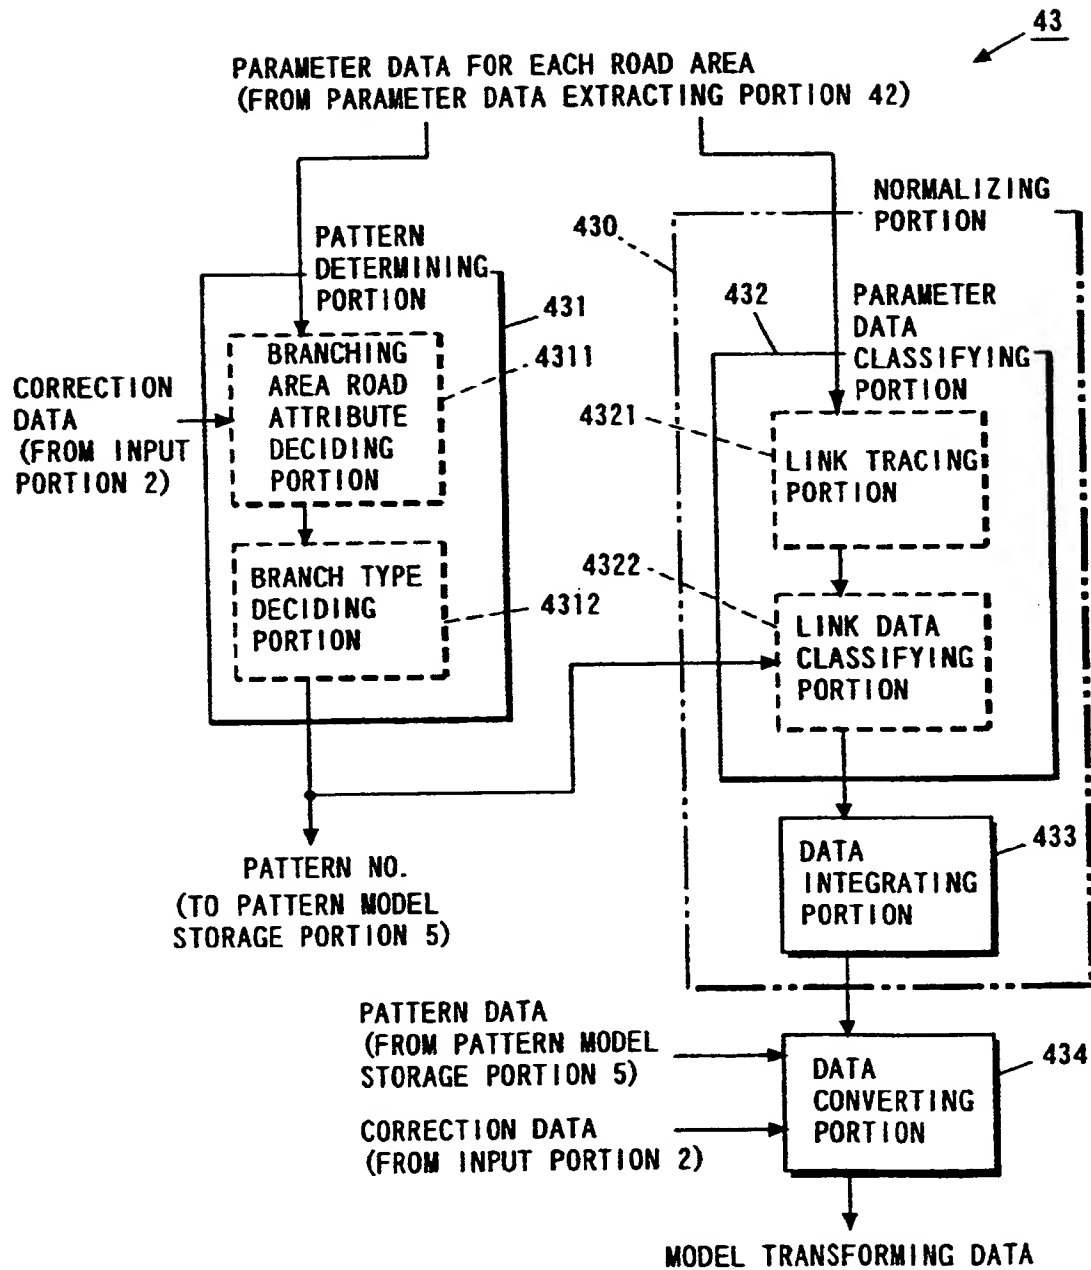 43
PARAMETER DATA FOR EACH ROAD AREA
(FROM PARAMETER DATA EXTRACTING PORTION 42)
NORMALIZING
PORTION
430
PATTERN
DETERMINING
PORTION
431
432
PARAMETER
DATA
CLASSIFYING
PORTION
BRANCHING
AREA ROAD
ATTRIBUTE
DECIDING
PORTION
4311
CORRECTION
DATA
(FROM INPUT
PORTION 2)
4321
LINK TRACING
PORTION
BRANCH TYPE
DECIDING
PORTION
4312
4322
LINK DATA
CLASSIFYING
PORTION
PATTERN NO.
(TO PATTERN MODEL
STORAGE PORTION 5)
DATA
INTEGRATING
PORTION
433
PATTERN DATA
(FROM PATTERN MODEL
STORAGE PORTION 5)
CORRECTION DATA
(FROM INPUT PORTION 2)
DATA
CONVERTING
PORTION
434
MODEL TRANSFORMING DATA